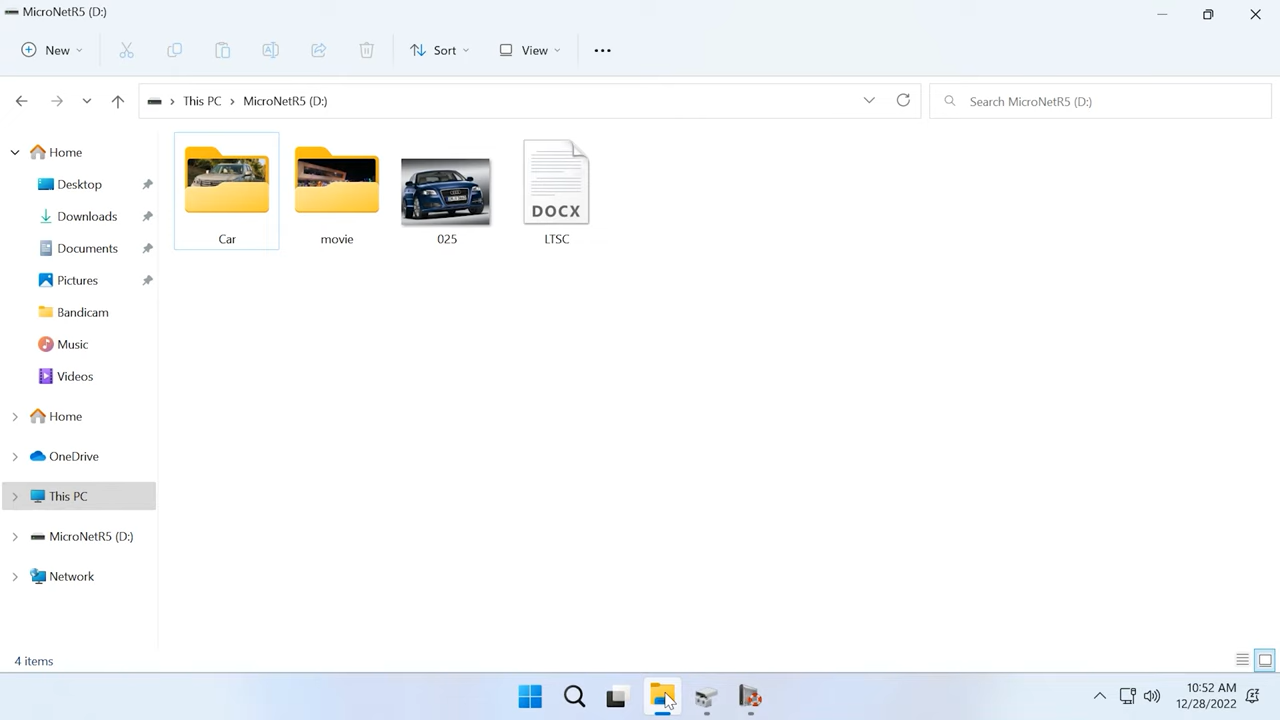 MicroNetR5 (D:)
New
Sort
View
This PC
MicroNetR5 (D:)
Search MicroNetR5 (D:)
Home
Desktop
Downloads
Documents
Pictures
Bandicam
Music
Videos
Home
OneDrive
This PC
MicroNetR5 (D:)
Network
Car
movie
025
DOCX
LTSC
4 items
10:52 AM
12/28/2022